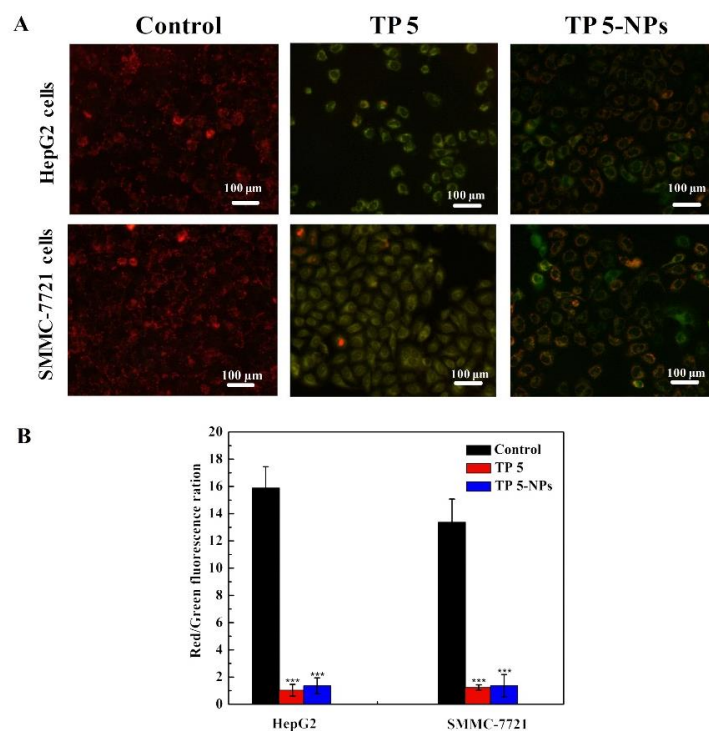 A
Control TP 5 TP 5-NPs
HepG2 cells
100 μm 100 μm 100 μm
SMMC-7721 cells
100 μm 100 μm 100 μm
B
Red/Green fluorescence ration
20
18
16
14
12
10
8
6
4
2
0
Control
TP 5
TP 5-NPs
*** ***
*** ***
HepG2 SMMC-7721